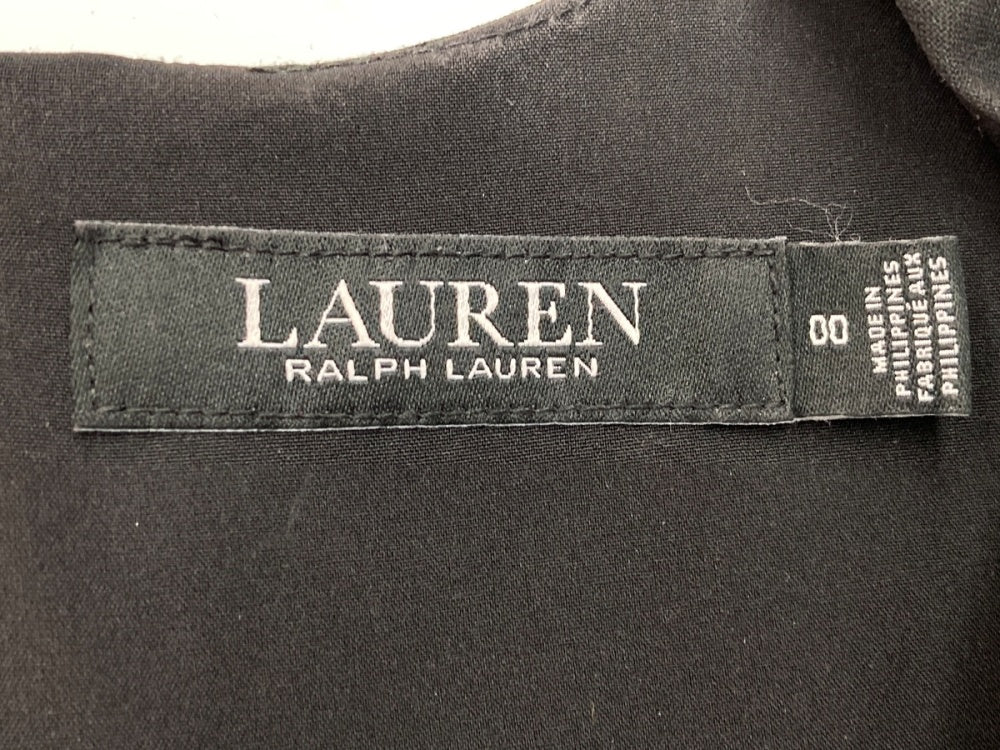 LAUREN
RALPH LAUREN
8
MADE IN
PHILIPPINES
FABRIQUE AUX
PHILIPPINES